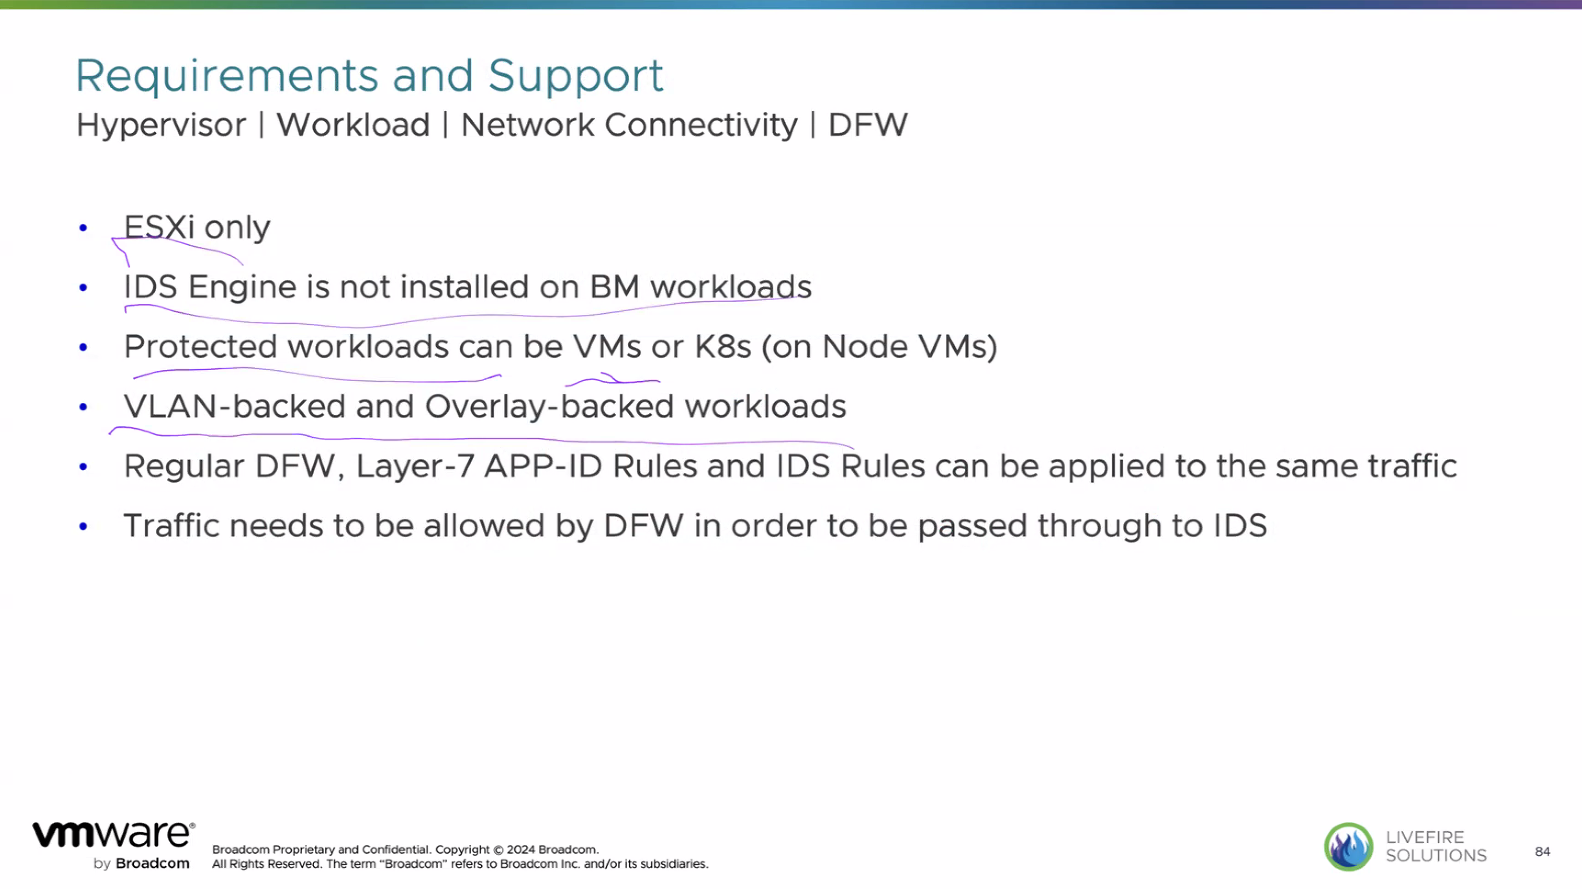 Requirements and Support
Hypervisor | Workload | Network Connectivity | DFW
• ESXi only
• IDS Engine is not installed on BM workloads
• Protected workloads can be VMs or K8s (on Node VMs)
• VLAN-backed and Overlay-backed workloads
• Regular DFW, Layer-7 APP-ID Rules and IDS Rules can be applied to the same traffic
• Traffic needs to be allowed by DFW in order to be passed through to IDS
vmware®
by Broadcom
Broadcom Proprietary and Confidential. Copyright © 2024 Broadcom.
All Rights Reserved. The term “Broadcom” refers to Broadcom Inc. and/or its subsidiaries.
LIVEFIRE
SOLUTIONS
84